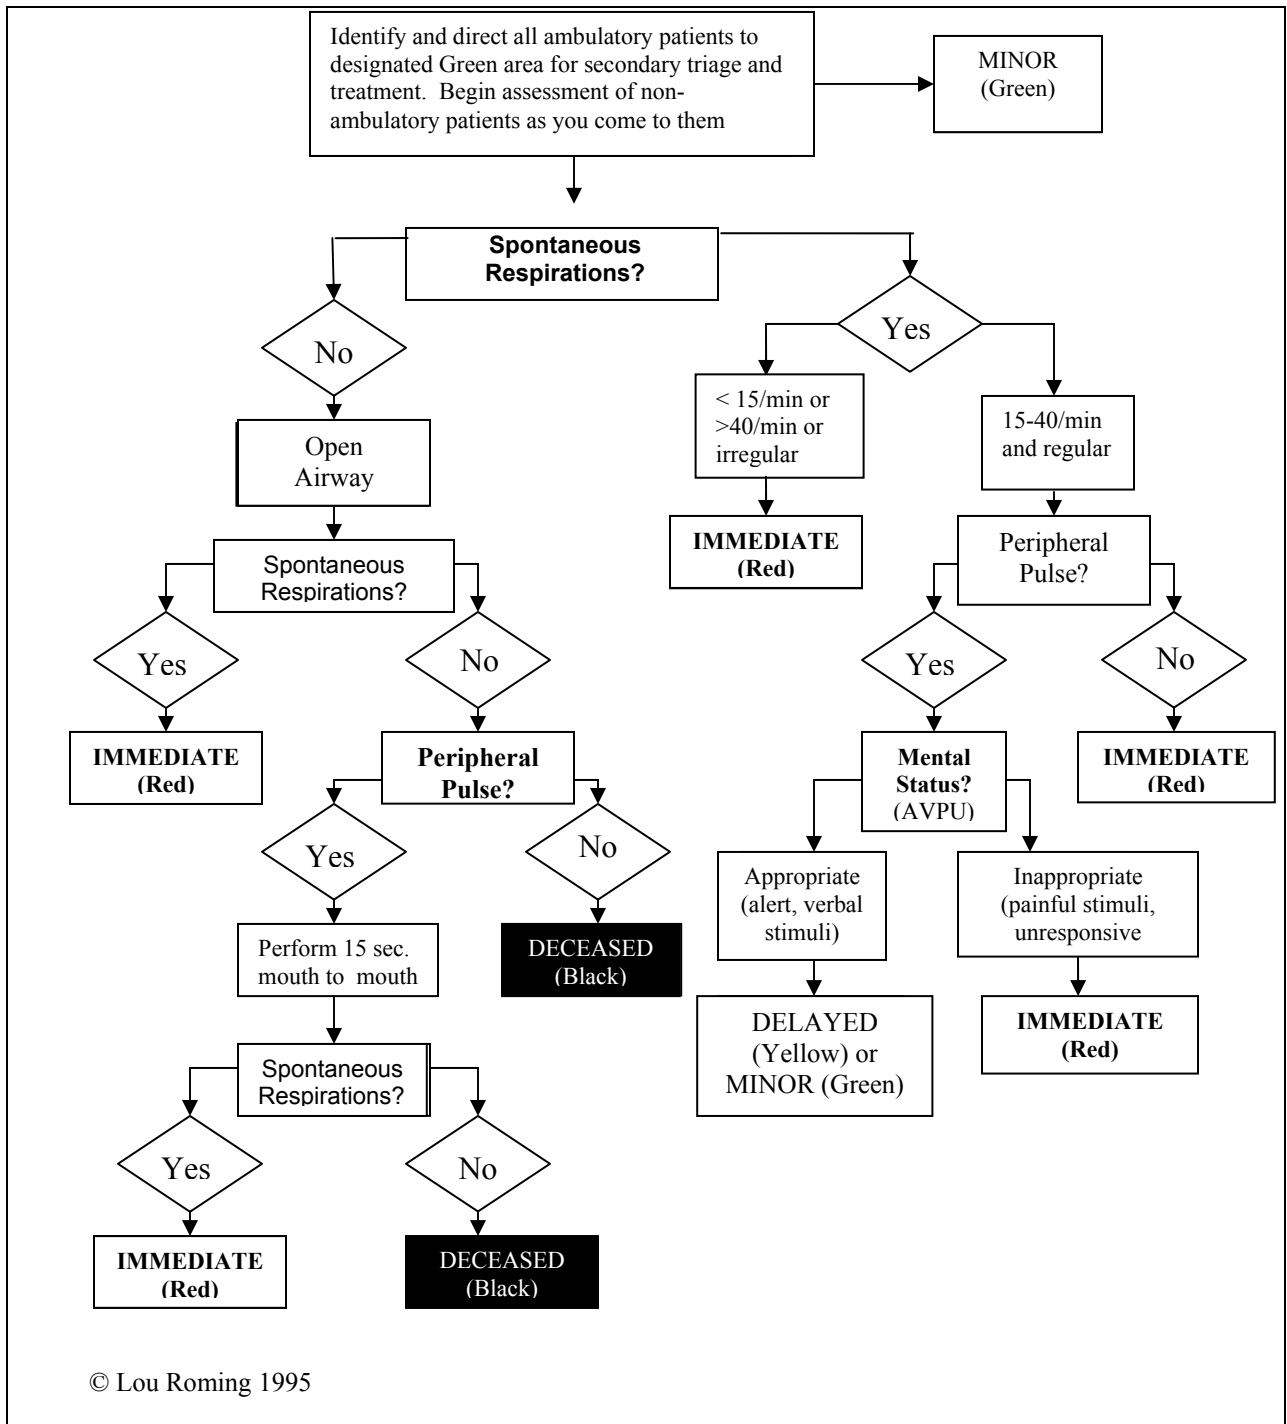 Identify and direct all ambulatory patients to
designated Green area for secondary triage and
treatment.  Begin assessment of non-
ambulatory patients as you come to them
MINOR
(Green)
Spontaneous
Respirations?
No
Yes
Open
Airway
< 15/min or
>40/min or
irregular
15-40/min
and regular
Spontaneous
Respirations?
IMMEDIATE
(Red)
Peripheral
Pulse?
Yes
No
Yes
No
IMMEDIATE
(Red)
Peripheral
Pulse?
Mental
Status?
(AVPU)
IMMEDIATE
(Red)
Yes
No
Appropriate
(alert, verbal
stimuli)
Inappropriate
(painful stimuli,
unresponsive
Perform 15 sec.
mouth to  mouth
DECEASED
(Black)
DELAYED
(Yellow) or
MINOR (Green)
IMMEDIATE
(Red)
Spontaneous
Respirations?
Yes
No
IMMEDIATE
(Red)
DECEASED
(Black)
© Lou Roming 1995